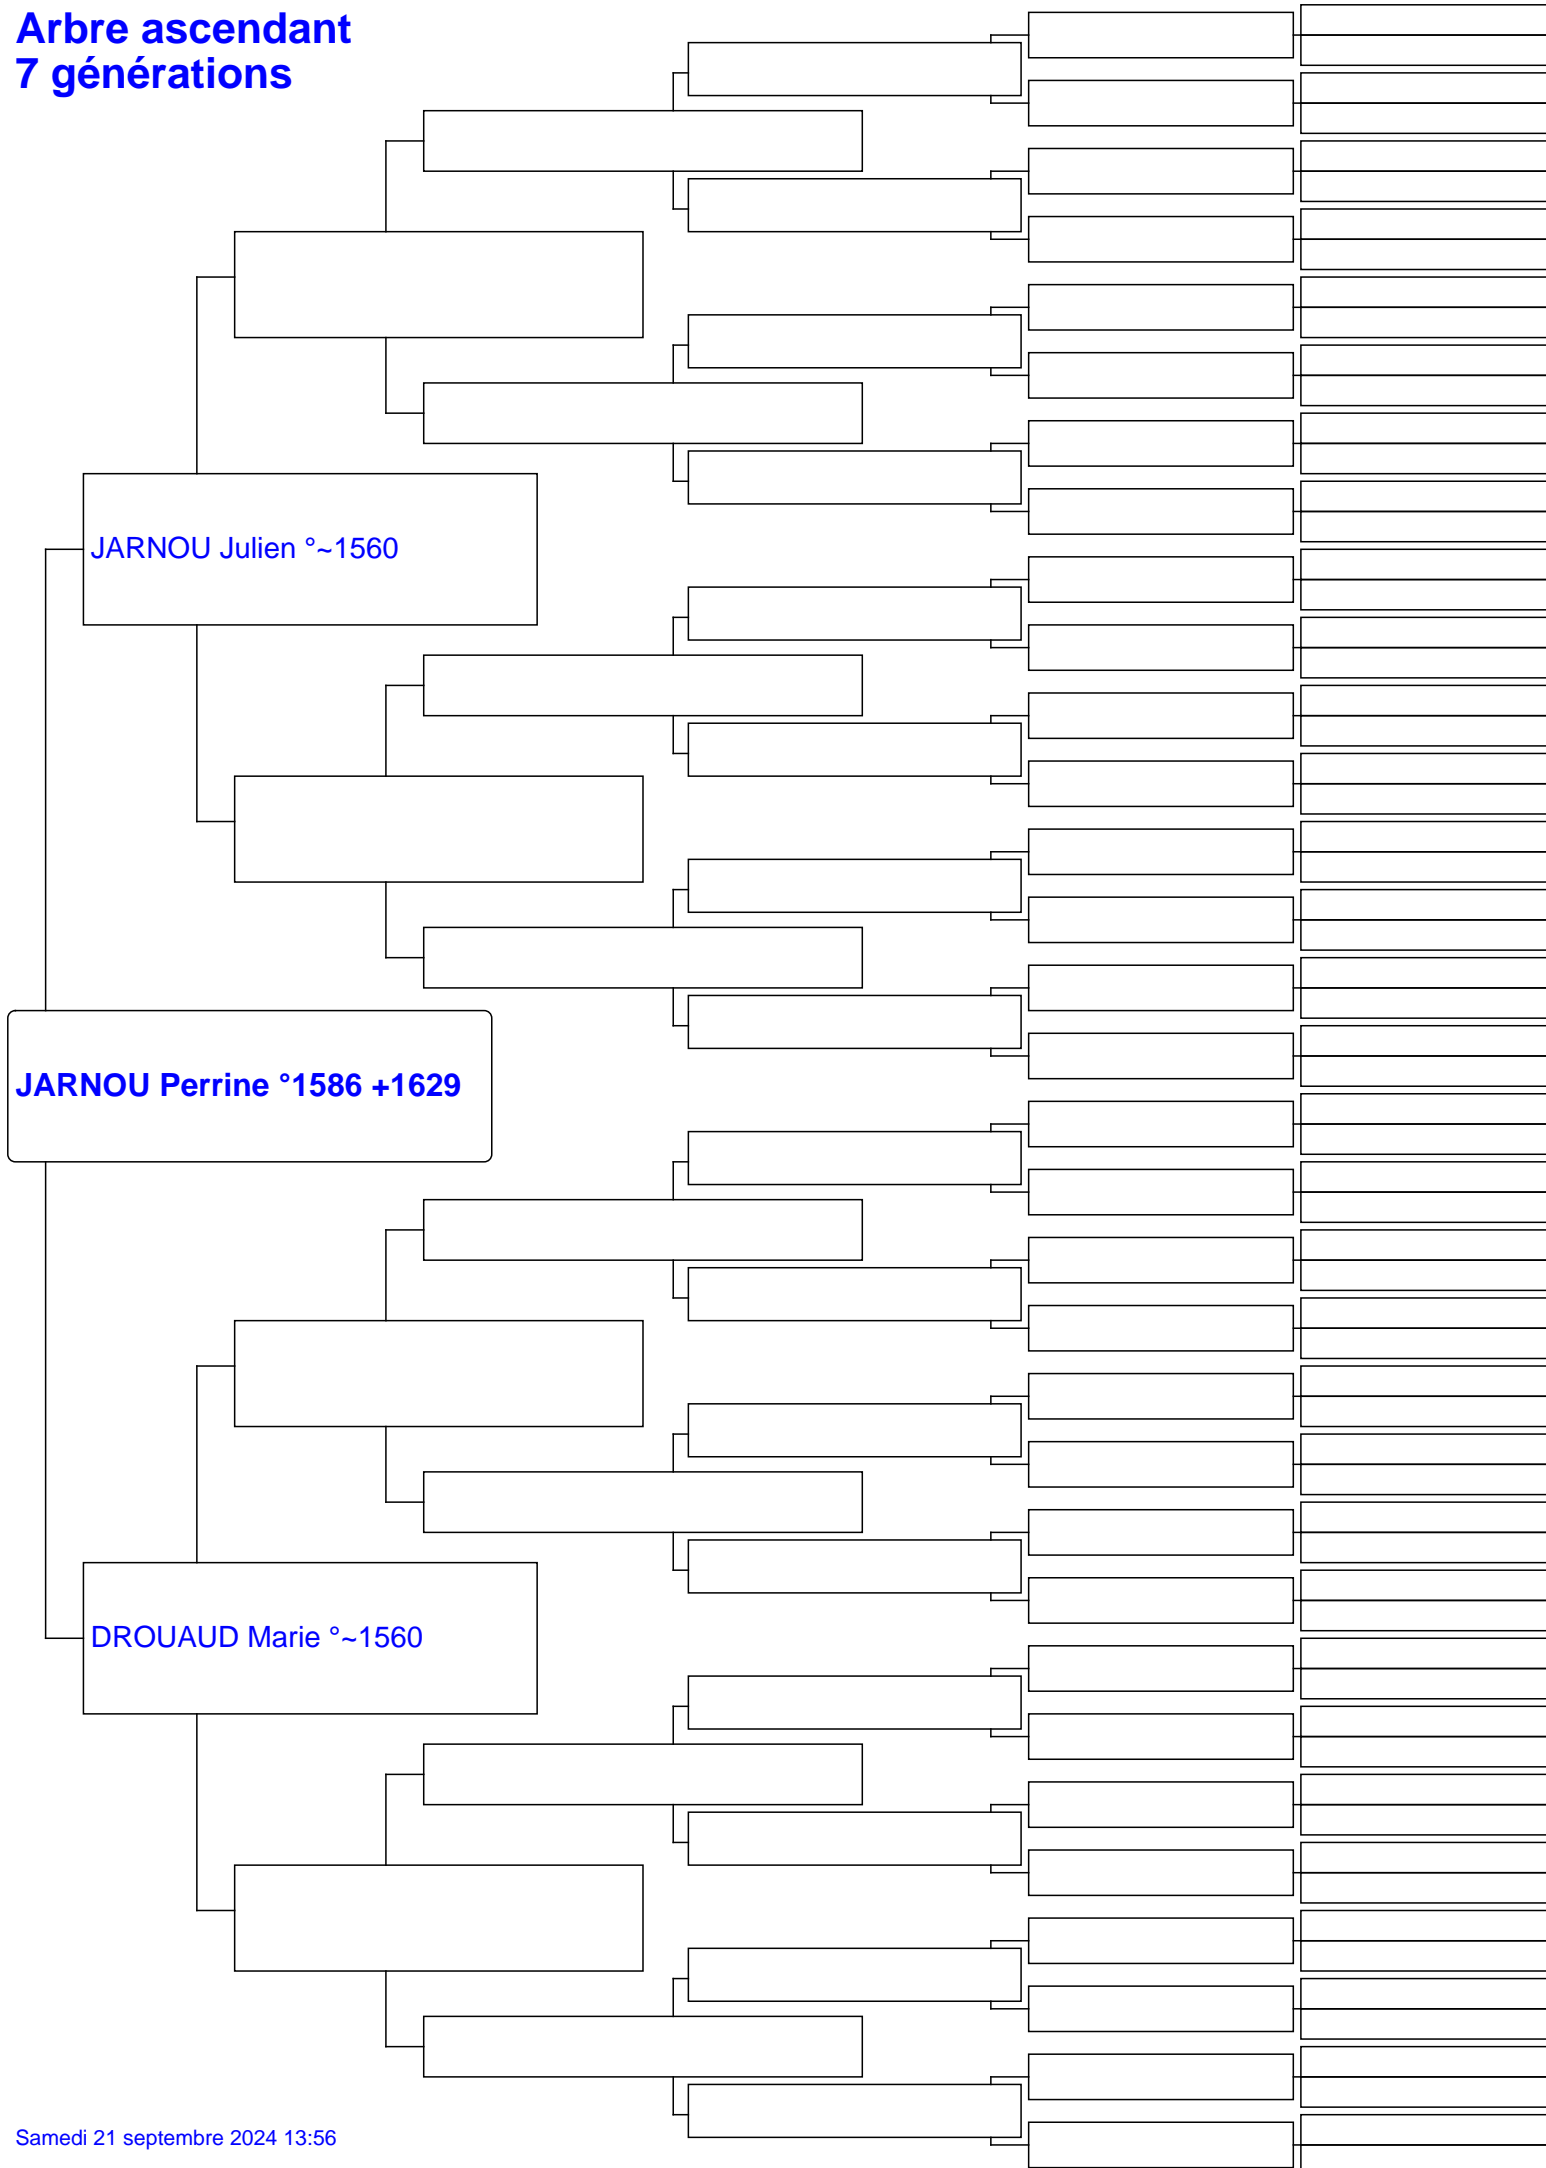 Arbre ascendant
7 générations
JARNOU Julien °~1560
JARNOU Perrine °1586 +1629
DROUAUD Marie °~1560
Samedi 21 septembre 2024 13:56